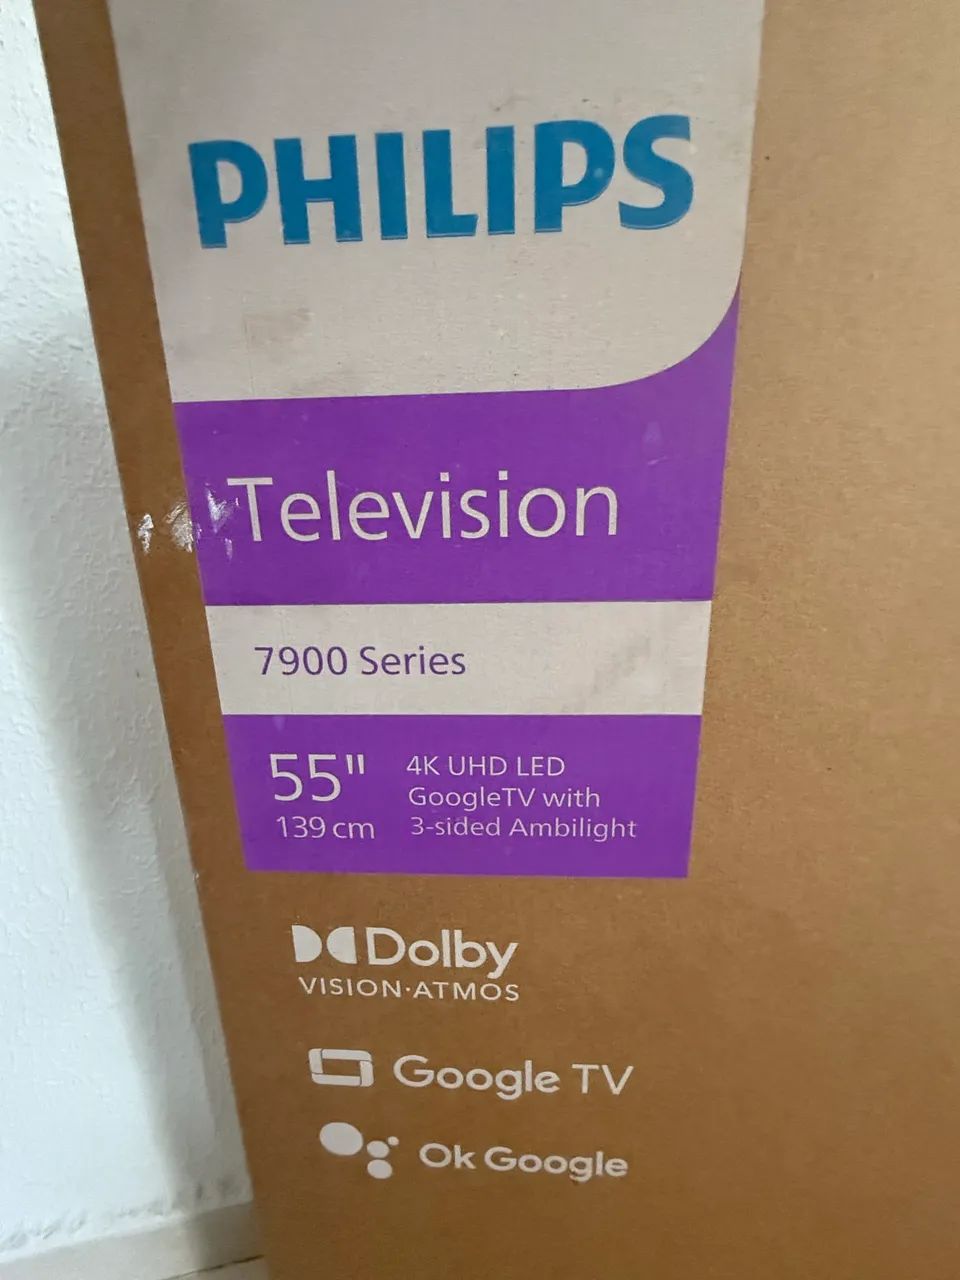 PHILIPS
Television
7900 Series
55"
139 cm
4K UHD LED
GoogleTV with
3-sided Ambilight
Dolby
VISION·ATMOS
Google TV
Ok Google